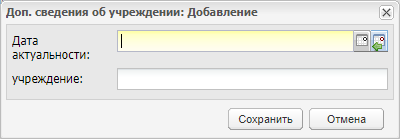 Доп. сведения об учреждении: Добавление
Дата
актуальности:
учреждение:
Сохранить Отмена